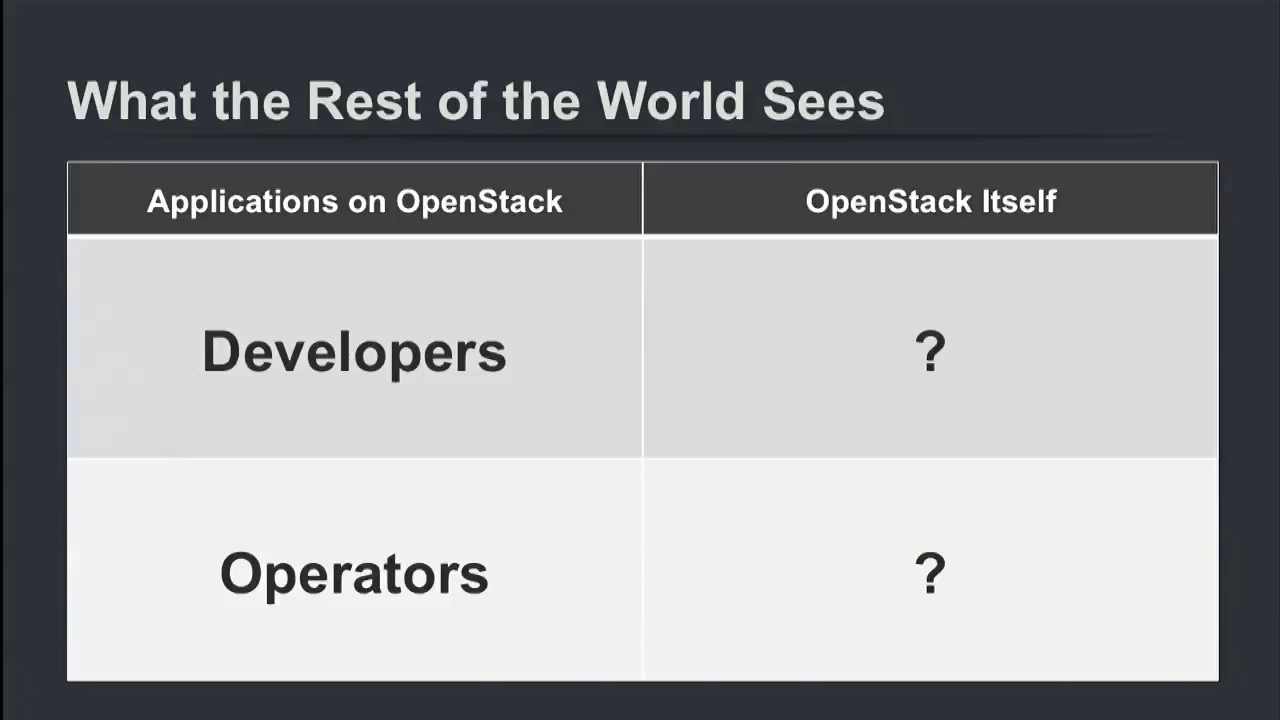 What the Rest of the World Sees
Applications on OpenStack
OpenStack Itself
Developers
?
Operators
?